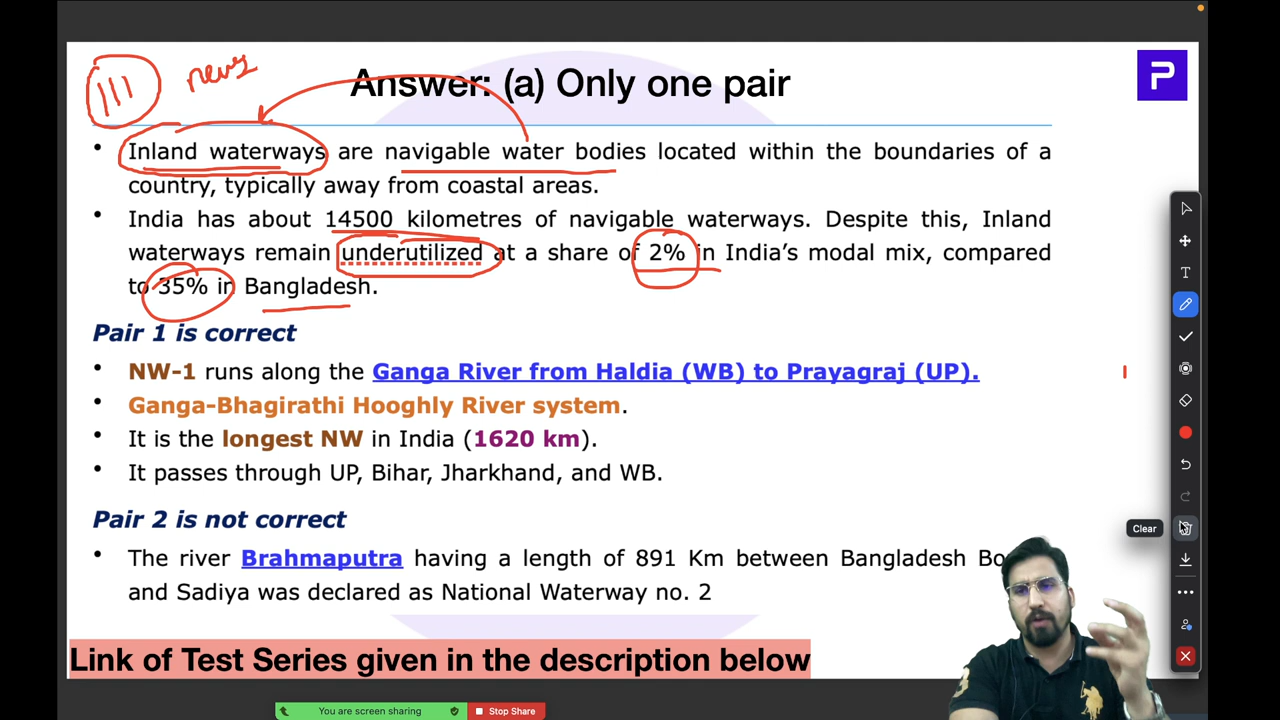 111 news
Answer: (a) Only one pair
P
• Inland waterways are navigable water bodies located within the boundaries of a
country, typically away from coastal areas.
• India has about 14500 kilometres of navigable waterways. Despite this, Inland
waterways remain underutilized at a share of 2% in India's modal mix, compared
to 35% in Bangladesh.
Pair 1 is correct
• NW-1 runs along the Ganga River from Haldia (WB) to Prayagraj (UP).
• Ganga-Bhagirathi Hooghly River system.
• It is the longest NW in India (1620 km).
• It passes through UP, Bihar, Jharkhand, and WB.
Pair 2 is not correct
Clear
• The river Brahmaputra having a length of 891 Km between Bangladesh Bo
and Sadiya was declared as National Waterway no. 2
Link of Test Series given in the description below
You are screen sharing
Stop Share